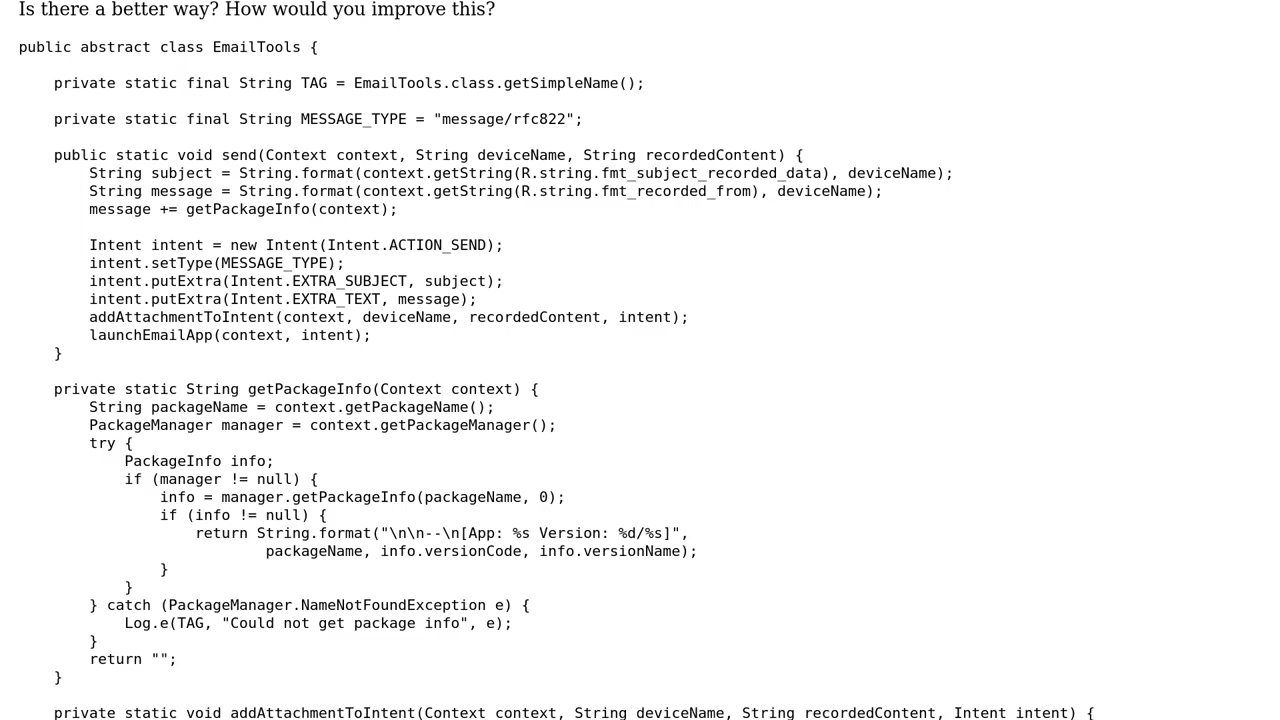 Is there a better way? How would you improve this?
public abstract class EmailTools {
    private static final String TAG = EmailTools.class.getSimpleName();
    private static final String MESSAGE_TYPE = "message/rfc822";
    public static void send(Context context, String deviceName, String recordedContent) {
        String subject = String.format(context.getString(R.string.fmt_subject_recorded_data), deviceName);
        String message = String.format(context.getString(R.string.fmt_recorded_from), deviceName);
        message += getPackageInfo(context);
        Intent intent = new Intent(Intent.ACTION_SEND);
        intent.setType(MESSAGE_TYPE);
        intent.putExtra(Intent.EXTRA_SUBJECT, subject);
        intent.putExtra(Intent.EXTRA_TEXT, message);
        addAttachmentToIntent(context, deviceName, recordedContent, intent);
        launchEmailApp(context, intent);
    }
    private static String getPackageInfo(Context context) {
        String packageName = context.getPackageName();
        PackageManager manager = context.getPackageManager();
        try {
            PackageInfo info;
            if (manager != null) {
                info = manager.getPackageInfo(packageName, 0);
                if (info != null) {
                    return String.format("\n\n--\n[App: %s Version: %d/%s]",
                            packageName, info.versionCode, info.versionName);
                }
            }
        } catch (PackageManager.NameNotFoundException e) {
            Log.e(TAG, "Could not get package info", e);
        }
        return "";
    }
    private static void addAttachmentToIntent(Context context, String deviceName, String recordedContent, Intent intent) {